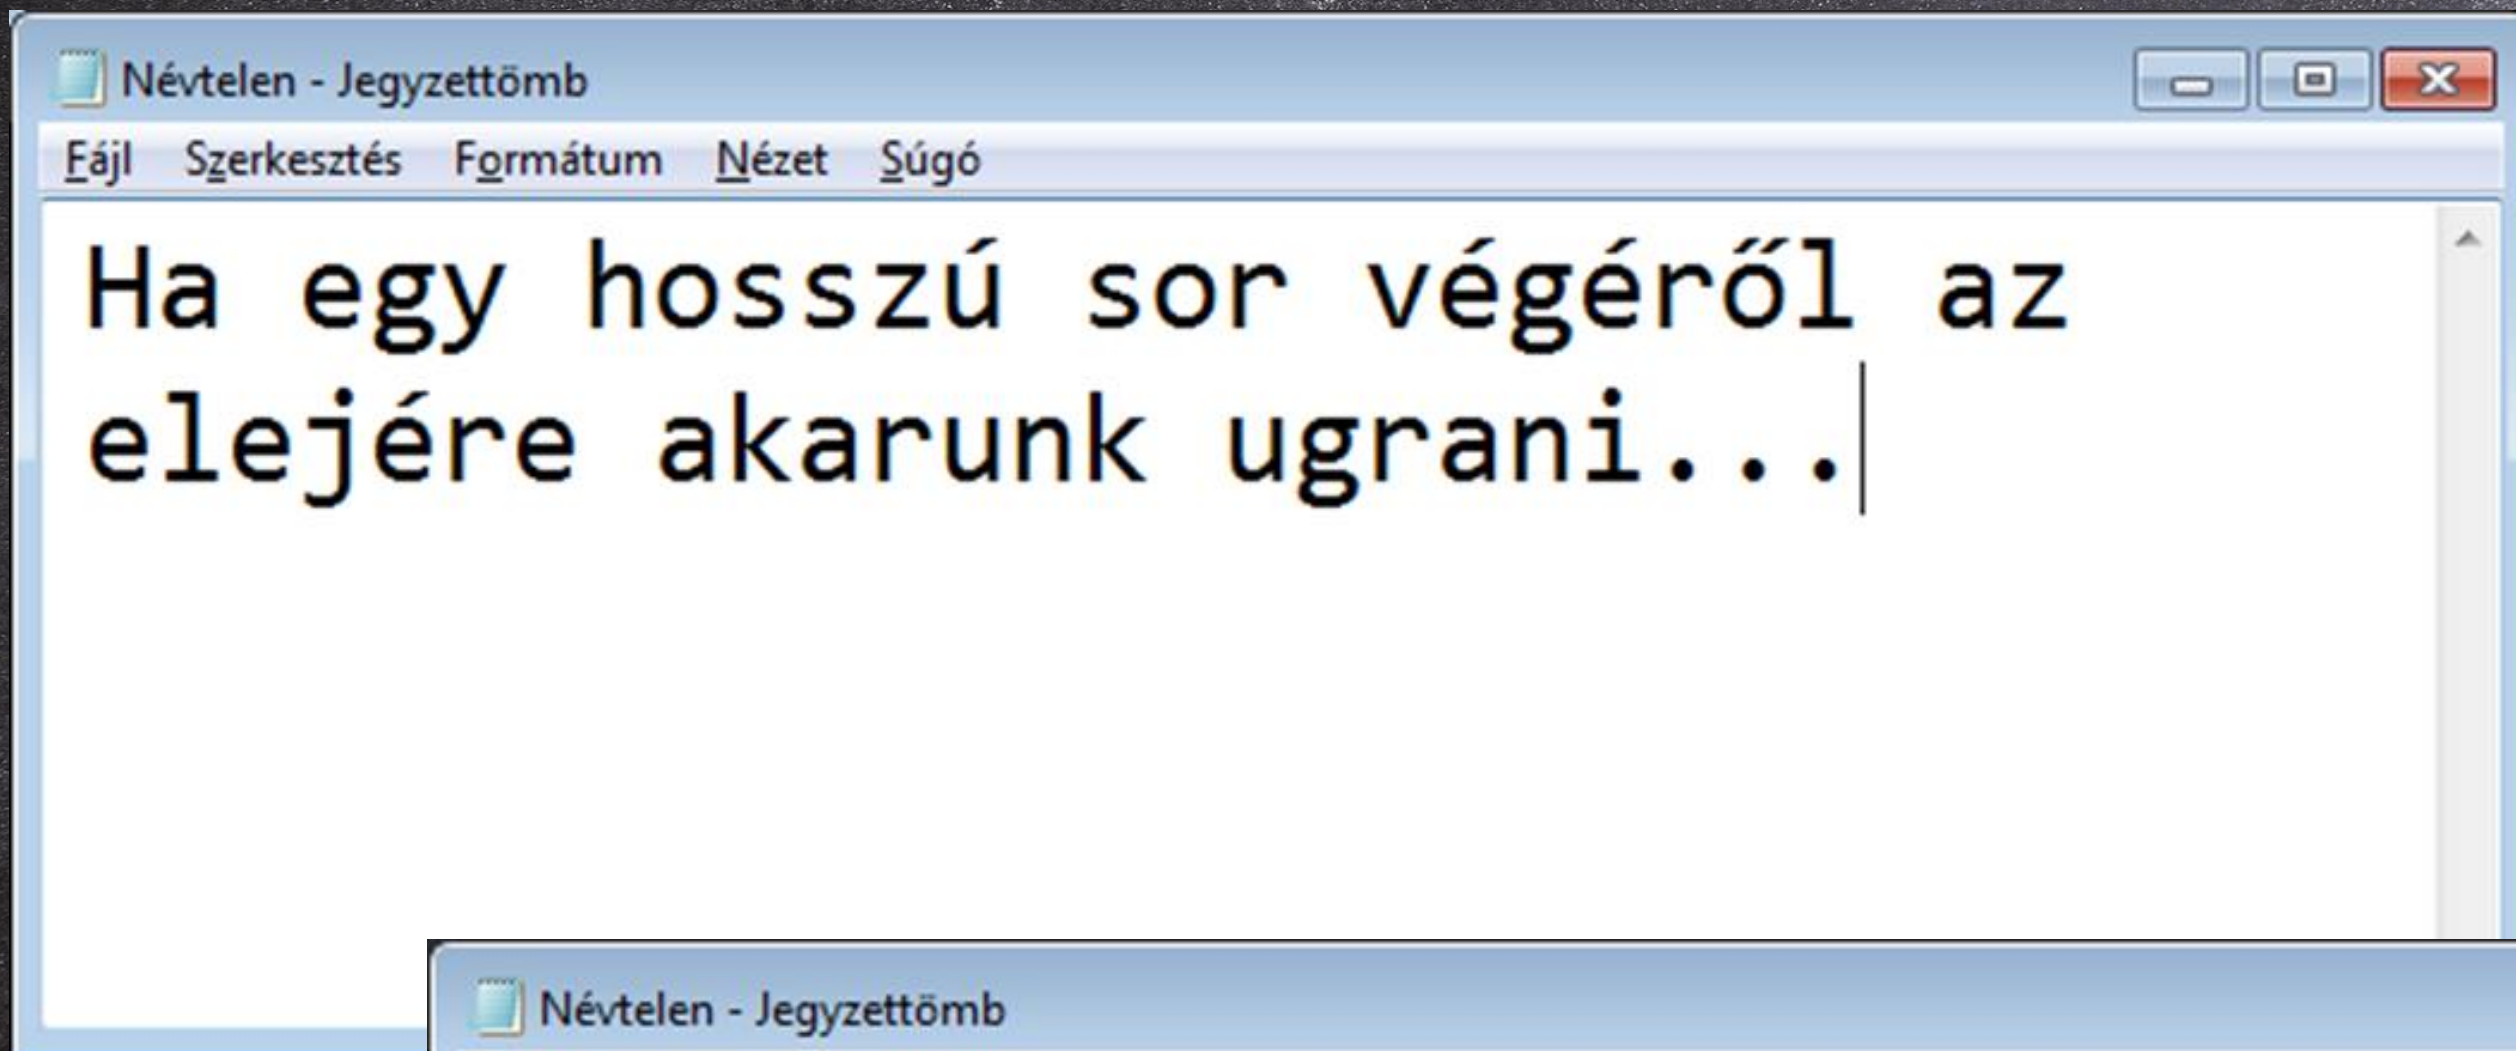 Névtelen - Jegyzettömb
Fájl Szerkesztés Formátum Nézet Súgó
Ha egy hosszú sor végéről az
elejére akarunk ugrani...
Névtelen - Jegyzettömb